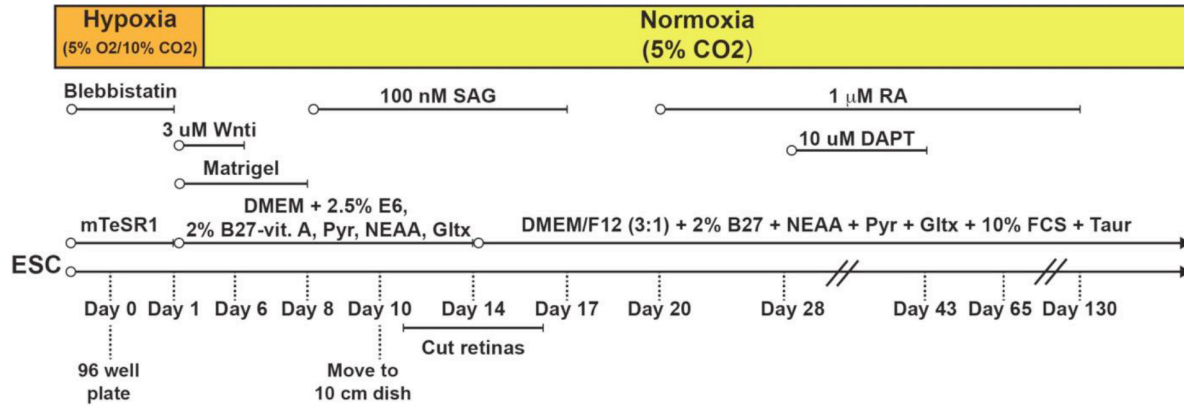 Hypoxia
(5% O2/10% CO2)
Normoxia
(5% CO2)
Blebbistatin
100 nM SAG
1 μM RA
3 uM Wnti
10 uM DAPT
Matrigel
mTeSR1
DMEM + 2.5% E6,
2% B27-vit. A, Pyr, NEAA, Gltx
DMEM/F12 (3:1) + 2% B27 + NEAA + Pyr + Gltx + 10% FCS + Taur
ESC
Day 0 Day 1 Day 6 Day 8 Day 10 Day 14 Day 17 Day 20 Day 28 Day 43 Day 65 Day 130
Cut retinas
96 well
plate
Move to
10 cm dish